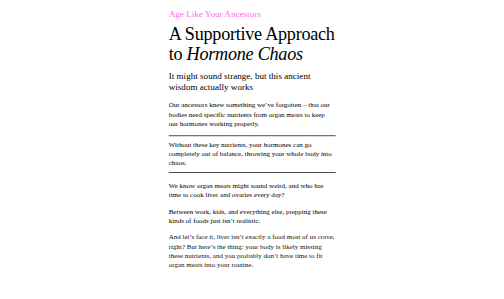 Age Like Your Ancestors
A Supportive Approach
to Hormone Chaos
It might sound strange, but this ancient
wisdom actually works
Our ancestors knew something we've forgotten – that our
bodies need specific nutrients from organ meats to keep
our hormones working properly.
Without these key nutrients, your hormones can go
completely out of balance, throwing your whole body into
chaos.
We know organ meats might sound weird, and who has
time to cook liver and ovaries every day?
Between work, kids, and everything else, prepping these
kinds of foods just isn't realistic.
And let's face it, liver isn't exactly a food most of us crave,
right? But here's the thing: your body is likely missing
these nutrients, and you probably don't have time to fit
organ meats into your routine.